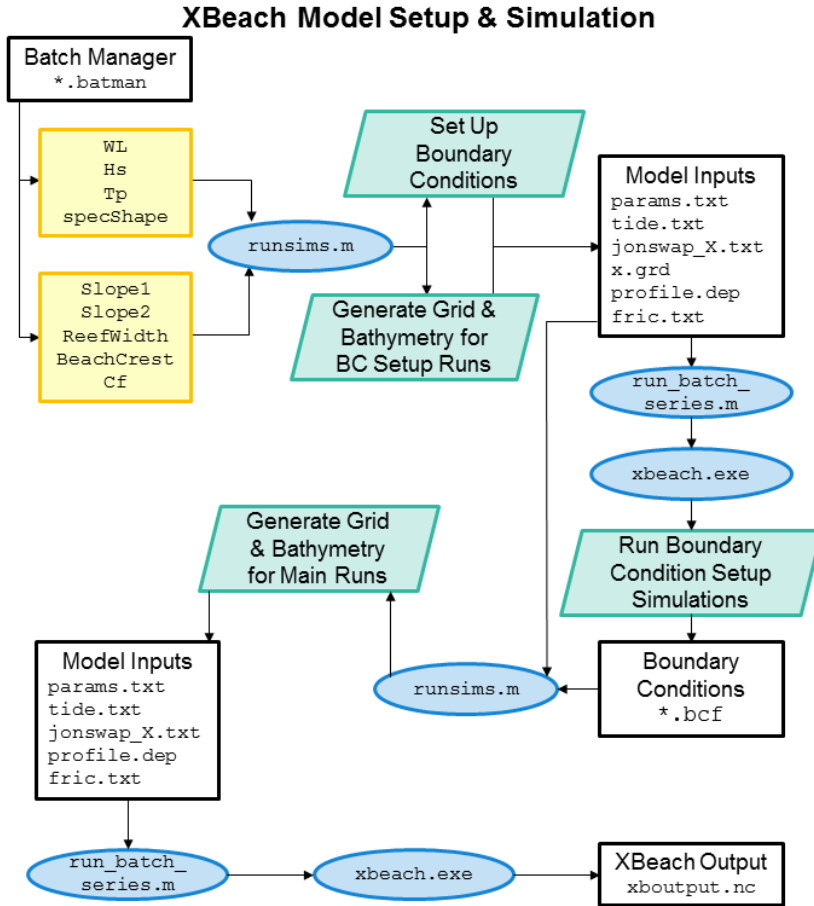 XBeach Model Setup & Simulation
Batch Manager
*.batman
WL
Hs
Tp
specShape
Slope1
Slope2
ReefWidth
BeachCrest
Cf
runsims.m
Set Up
Boundary
Conditions
Generate Grid &
Bathymetry for
BC Setup Runs
Model Inputs
params.txt
tide.txt
jonswap_X.txt
x.grd
profile.dep
fric.txt
run_batch_
series.m
xbeach.exe
Run Boundary
Condition Setup
Simulations
Boundary
Conditions
*.bcf
runsims.m
Generate Grid
& Bathymetry
for Main Runs
Model Inputs
params.txt
tide.txt
jonswap_X.txt
profile.dep
fric.txt
run_batch_
series.m
xbeach.exe
XBeach Output
xboutput.nc